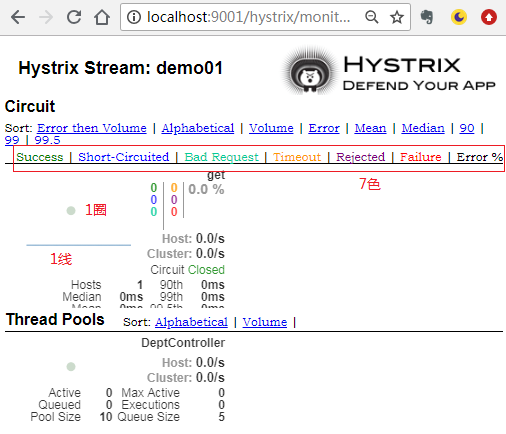 localhost:9001/hystrix/monit...
Hystrix Stream: demo01
HYSTRIX
DEFEND YOUR APP
Circuit
Sort: Error then Volume | Alphabetical | Volume | Error | Mean | Median | 90 |
99 | 99.5
Success | Short-Circuited | Bad Request | Timeout | Rejected | Failure | Error %
7色
get
0 0 0.0 %
0 0
0 0
1圈
1线
Host: 0.0/s
Cluster: 0.0/s
Circuit Closed
Hosts 1 90th 0ms
Median 0ms 99th 0ms
Thread Pools Sort: Alphabetical | Volume |
DeptController
Host: 0.0/s
Cluster: 0.0/s
Active 0 Max Active 0
Queued 0 Executions 0
Pool Size 10 Queue Size 5